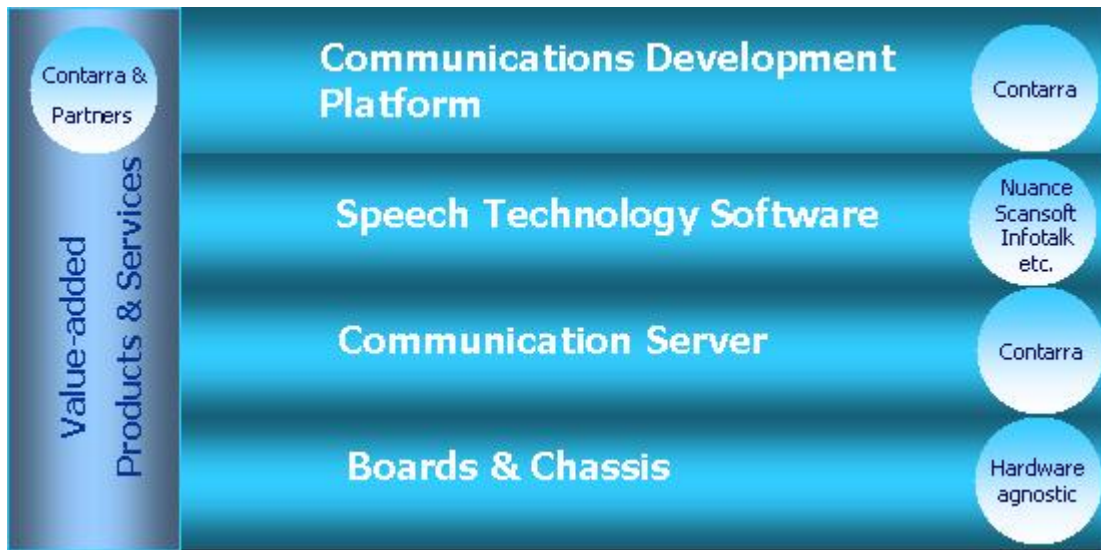 Contarra &
Partners
Value-added
Products & Services
Communications Development
Platform
Contarra
Speech Technology Software
Nuance
Scansoft
Infotalk
etc.
Communication Server
Contarra
Boards & Chassis
Hardware
agnostic